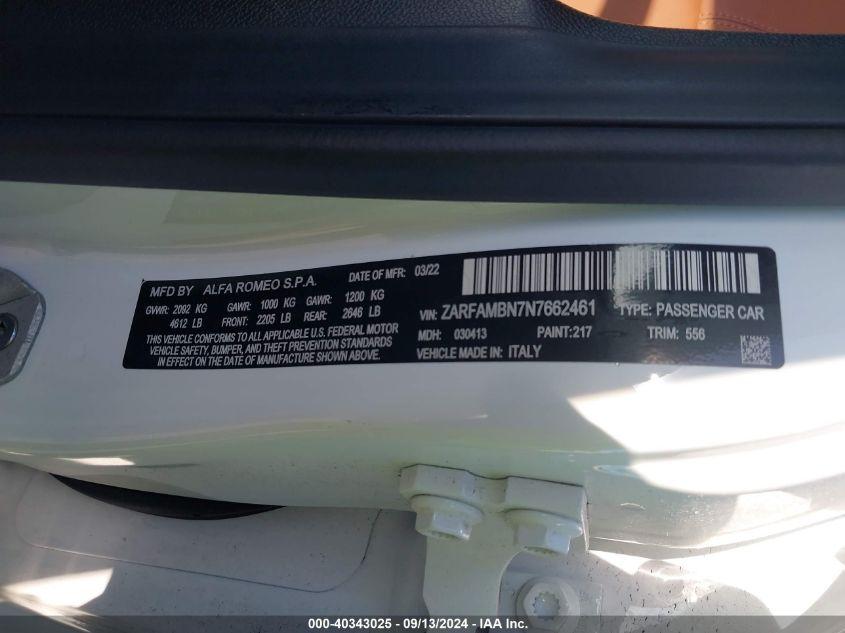 MFD BY ALFA ROMEO S.P.A. DATE OF MFR: 03/22
GVWR: 2092 KG GAWR: 1000 KG GAWR: 1200 KG
4612 LB FRONT: 2205 LB REAR: 2646 LB
THIS VEHICLE CONFORMS TO ALL APPLICABLE U.S. FEDERAL MOTOR
VEHICLE SAFETY, BUMPER, AND THEFT PREVENTION STANDARDS
IN EFFECT ON THE DATE OF MANUFACTURE SHOWN ABOVE.
VIN: ZARFAMBN7N7662461 TYPE: PASSENGER CAR
MDH: 030413 PAINT:217 TRIM: 556
VEHICLE MADE IN: ITALY
000-40343025 - 09/13/2024 - IAA Inc.